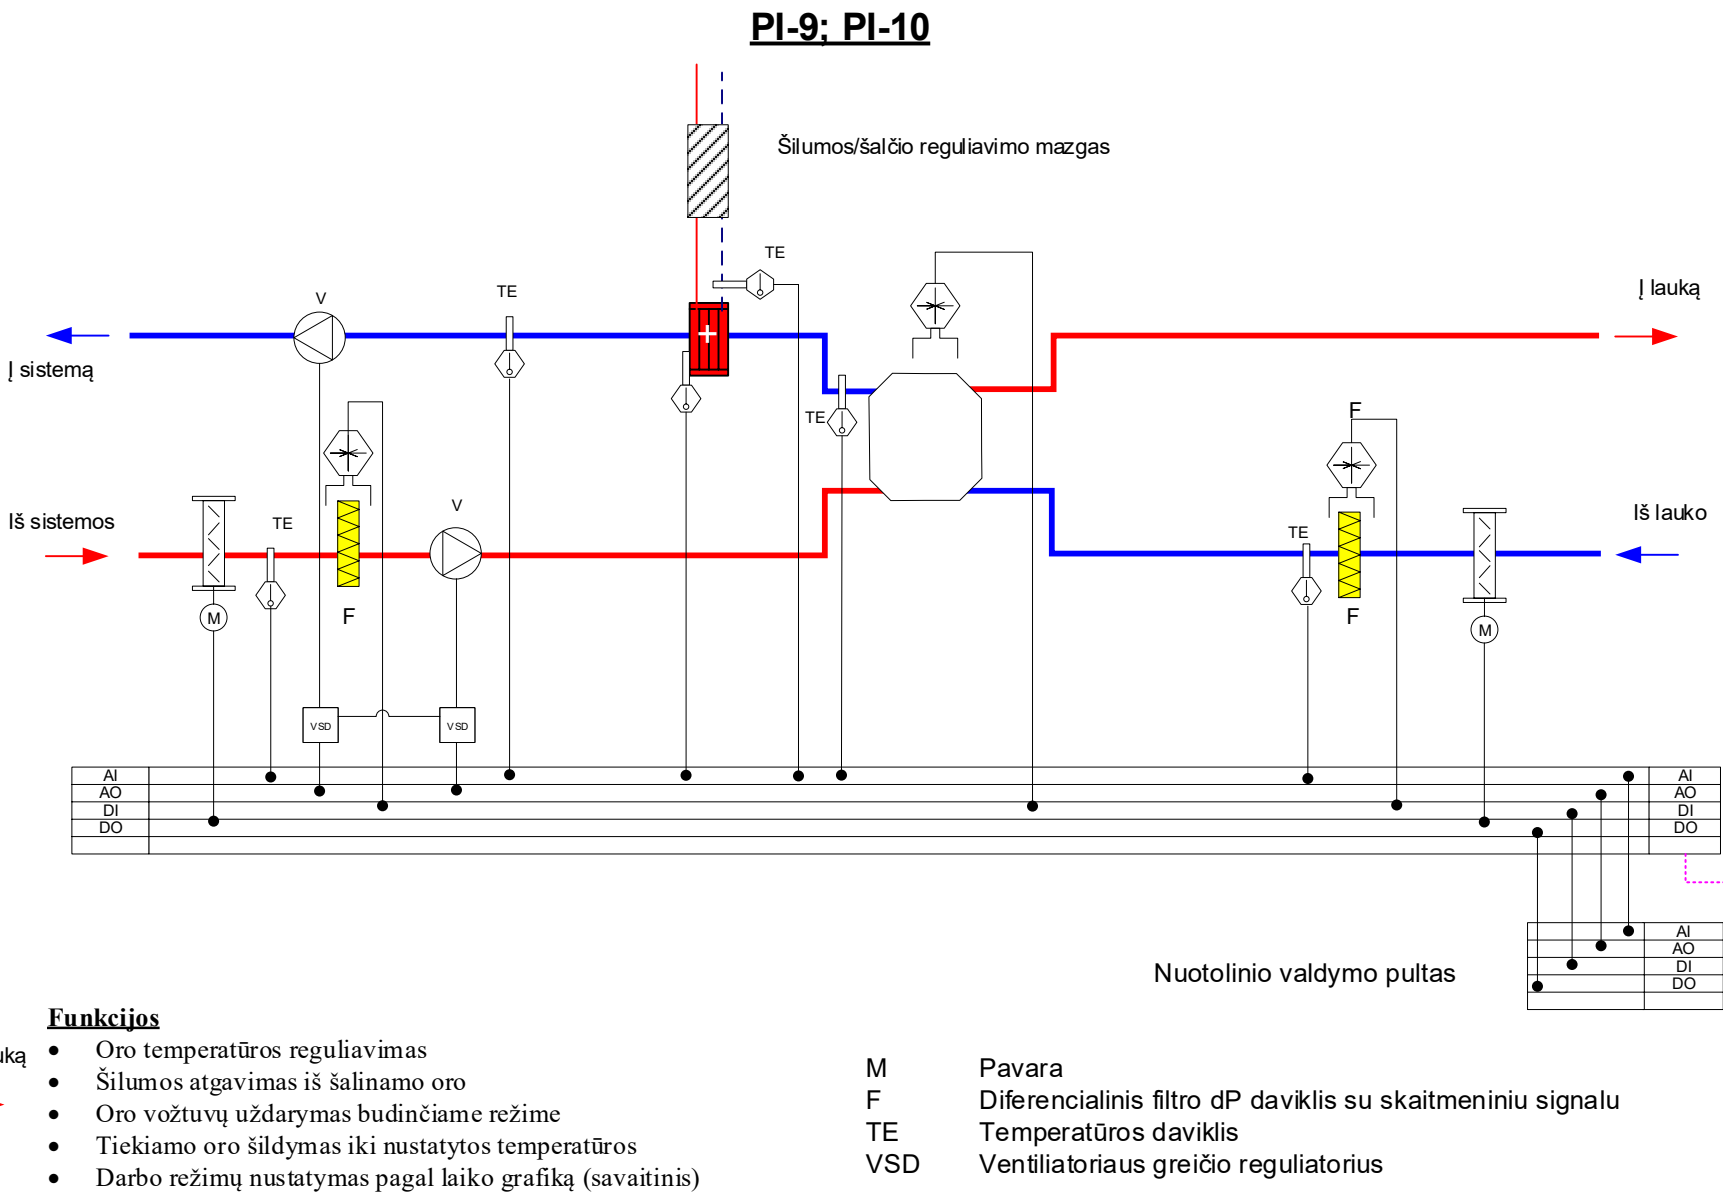 PI-9; PI-10
Šilumos/šalčio reguliavimo mazgas
TE
V
TE
Į lauką
Į sistemą
TE
F
Iš sistemos
TE
V
TE
Iš lauko
M
F
F
M
VSD
VSD
AI
AO
DI
DO
AI
AO
DI
DO
Nuotolinio valdymo pultas
AI
AO
DI
DO
Funkcijos
• Oro temperatūros reguliavimas
• Šilumos atgavimas iš šalinamo oro
• Oro vožtuvų uždarymas budinčiame režime
• Tiekiamo oro šildymas iki nustatytos temperatūros
• Darbo režimų nustatymas pagal laiko grafiką (savaitinis)
uką
M Pavara
F Diferencialinis filtro dP daviklis su skaitmeniniu signalu
TE Temperatūros daviklis
VSD Ventiliatoriaus greičio reguliatorius